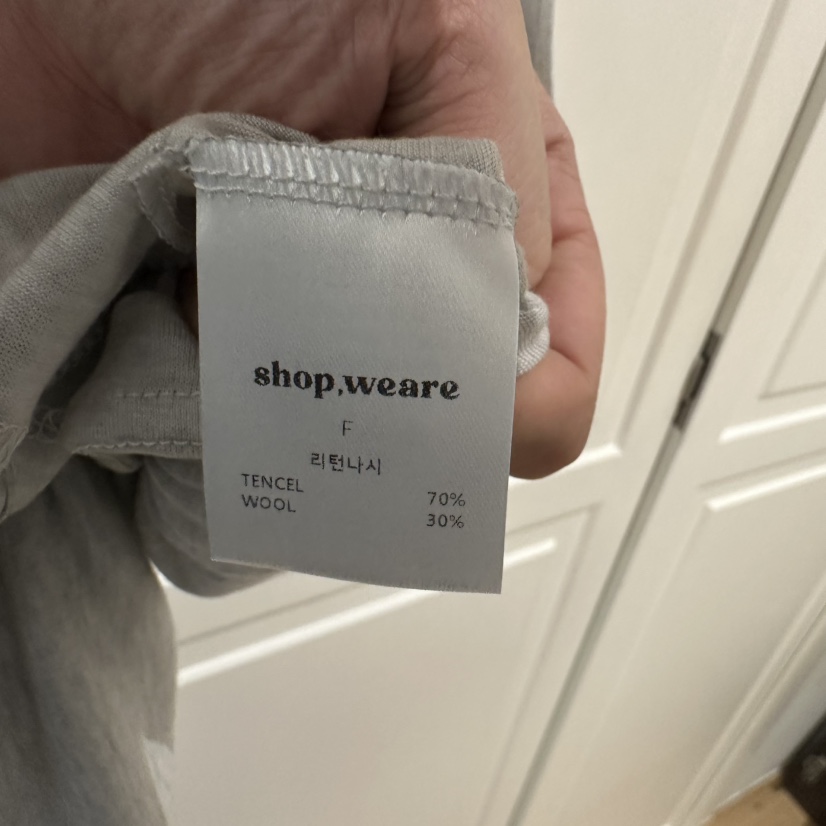 shop,weare
F
리턴나시
TENCEL 70%
WOOL 30%